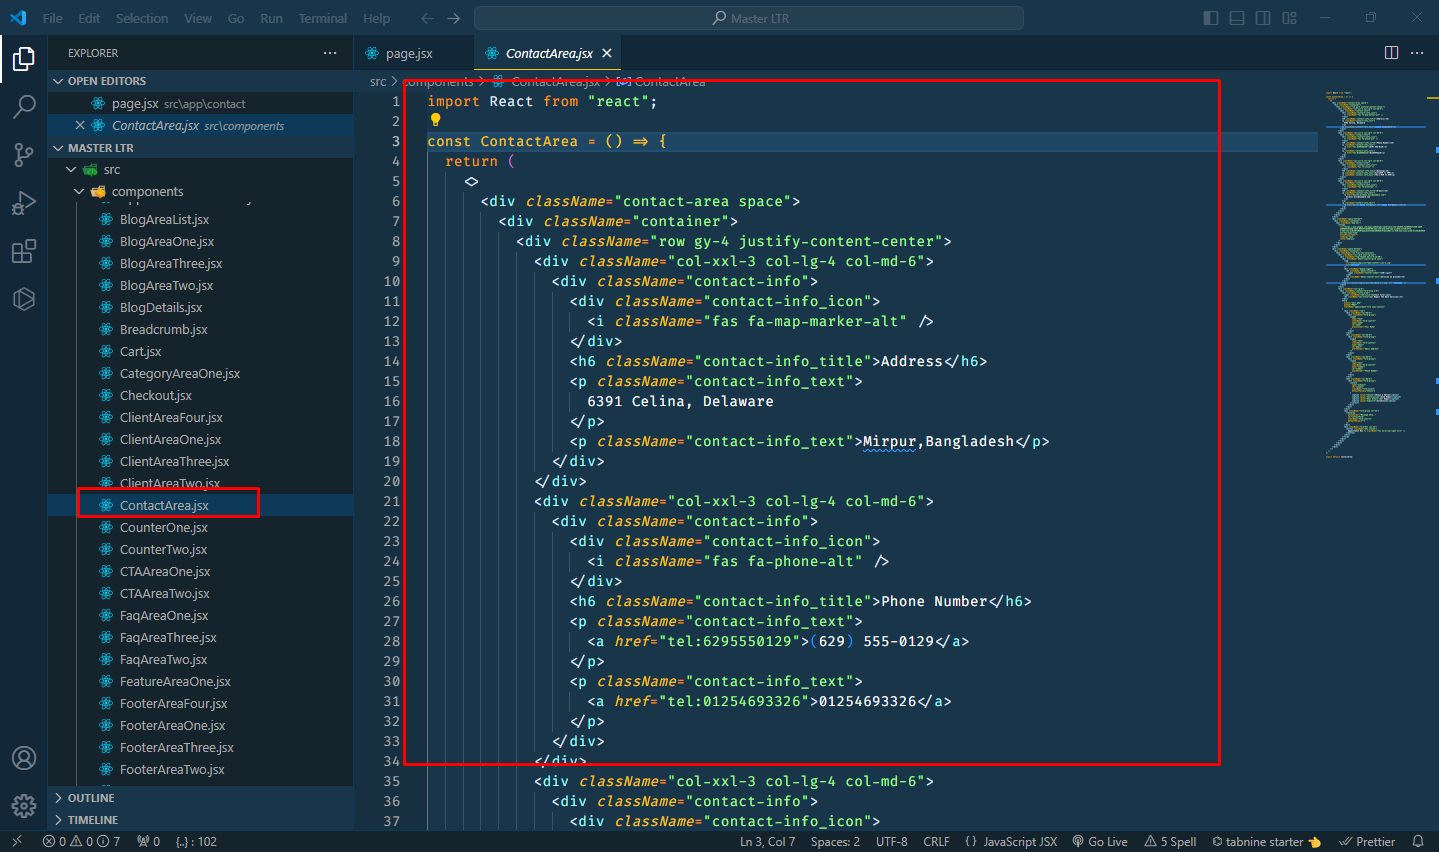 File Edit Selection View Go Run Terminal Help
Master LTR
EXPLORER
OPEN EDITORS
page.jsx src\app\contact
ContactArea.jsx src\components
MASTER LTR
src
components
BlogAreaList.jsx
BlogAreaOne.jsx
BlogAreaThree.jsx
BlogAreaTwo.jsx
BlogDetails.jsx
Breadcrumb.jsx
Cart.jsx
CategoryAreaOne.jsx
Checkout.jsx
ClientAreaFour.jsx
ClientAreaOne.jsx
ClientAreaThree.jsx
ClientAreaTwo.jsx
ContactArea.jsx
CounterOne.jsx
CounterTwo.jsx
CTAAreaOne.jsx
CTAAreaTwo.jsx
FaqAreaOne.jsx
FaqAreaThree.jsx
FaqAreaTwo.jsx
FeatureAreaOne.jsx
FooterAreaFour.jsx
FooterAreaOne.jsx
FooterAreaThree.jsx
FooterAreaTwo.jsx
OUTLINE
TIMELINE
page.jsx
ContactArea.jsx
src > components > ContactArea.jsx > ContactArea
1 import React from "react";
2
3 const ContactArea = () => {
4 return (
5 <>
6 <div className="contact-area space">
7 <div className="container">
8 <div className="row gy-4 justify-content-center">
9 <div className="col-xxl-3 col-lg-4 col-md-6">
10 <div className="contact-info">
11 <div className="contact-info_icon">
12 <i className="fas fa-map-marker-alt" />
13 </div>
14 <h6 className="contact-info_title">Address</h6>
15 <p className="contact-info_text">
16 6391 Celina, Delaware
17 </p>
18 <p className="contact-info_text">Mirpur,Bangladesh</p>
19 </div>
20 </div>
21 <div className="col-xxl-3 col-lg-4 col-md-6">
22 <div className="contact-info">
23 <div className="contact-info_icon">
24 <i className="fas fa-phone-alt" />
25 </div>
26 <h6 className="contact-info_title">Phone Number</h6>
27 <p className="contact-info_text">
28 <a href="tel:6295550129">(629) 555-0129</a>
29 </p>
30 <p className="contact-info_text">
31 <a href="tel:01254693326">01254693326</a>
32 </p>
33 </div>
34 </div>
35 <div className="col-xxl-3 col-lg-4 col-md-6">
36 <div className="contact-info">
37 <div className="contact-info_icon">
0 0 7 0 {..} : 102
Ln 3, Col 7 Spaces: 2 UTF-8 CRLF {} JavaScript JSX Go Live 5 Spell tabnine starter Prettier